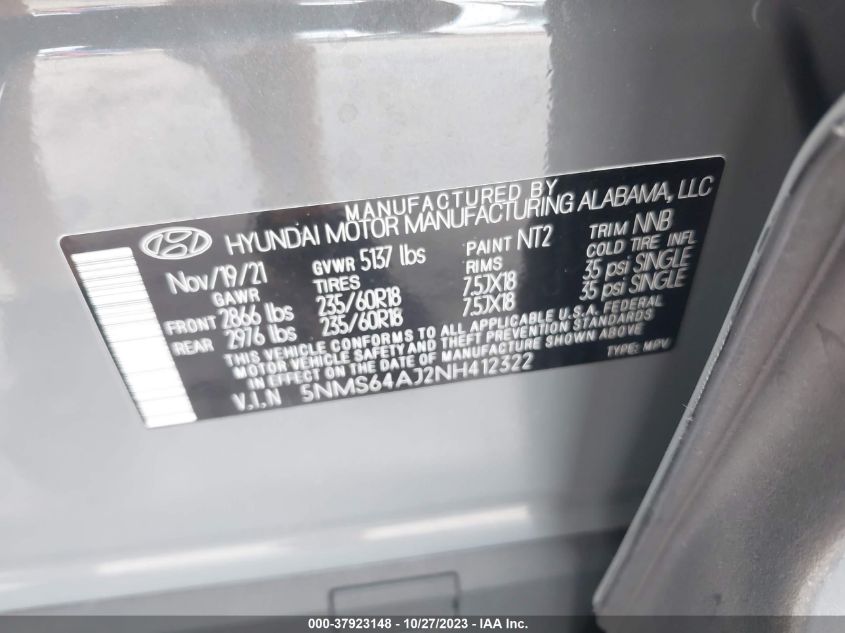 MANUFACTURED BY
HYUNDAI MOTOR MANUFACTURING ALABAMA, LLC
Nov/19/21 GVWR 5137 lbs PAINT NT2 TRIM NNB
GAWR TIRES RIMS COLD TIRE INFL
FRONT 2866 lbs 235/60R18 7.5JX18 35 psi SINGLE
REAR 2976 lbs 235/60R18 7.5JX18 35 psi SINGLE
THIS VEHICLE CONFORMS TO ALL APPLICABLE U.S.A. FEDERAL
MOTOR VEHICLE SAFETY AND THEFT PREVENTION STANDARDS
IN EFFECT ON THE DATE OF MANUFACTURE SHOWN ABOVE
V.I.N 5NMS64AJ2NH412322 TYPE: MPV
000-37923148 - 10/27/2023 - © IAA Inc.